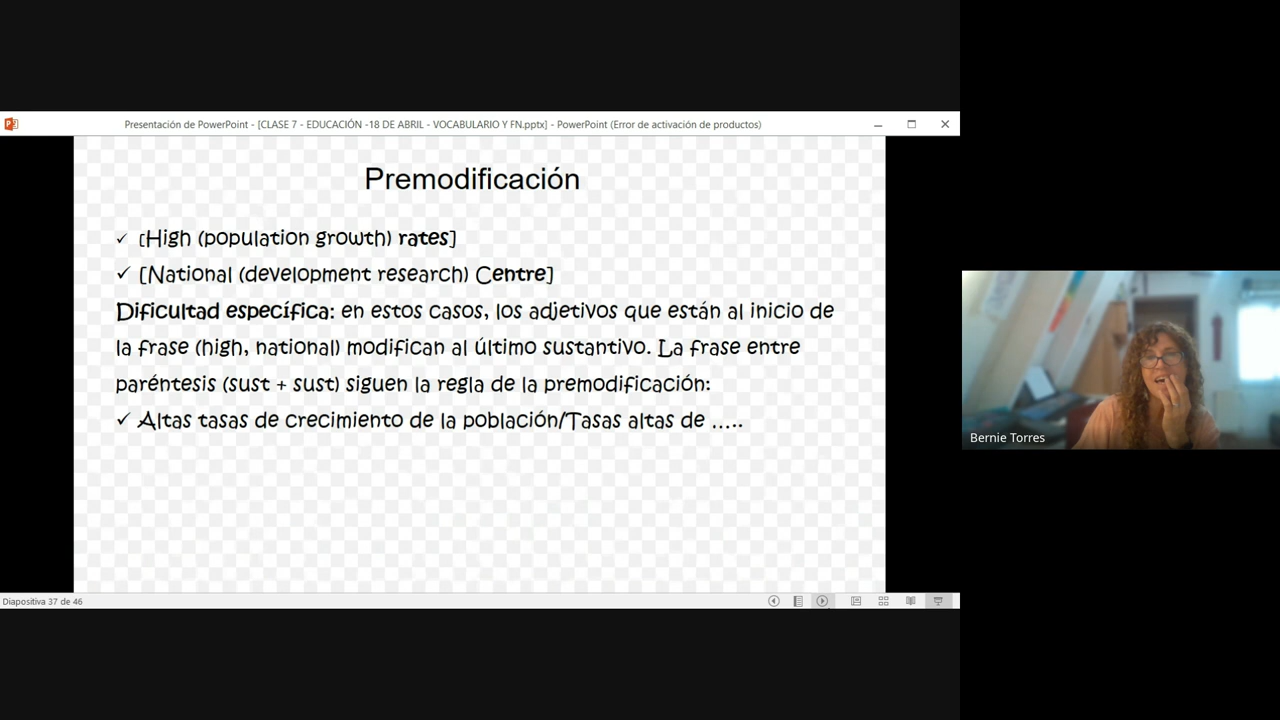 Presentación de PowerPoint - [CLASE 7 - EDUCACIÓN -18 DE ABRIL - VOCABULARIO Y FN.pptx] - PowerPoint (Error de activación de productos)
Premodificación
✓ [High (population growth) rates]
✓ [National (development research) Centre]
Dificultad específica: en estos casos, los adjetivos que están al inicio de
la frase (high, national) modifican al último sustantivo. La frase entre
paréntesis (sust + sust) siguen la regla de la premodificación:
✓ Altas tasas de crecimiento de la población/Tasas altas de .....
Diapositiva 37 de 46
Bernie Torres